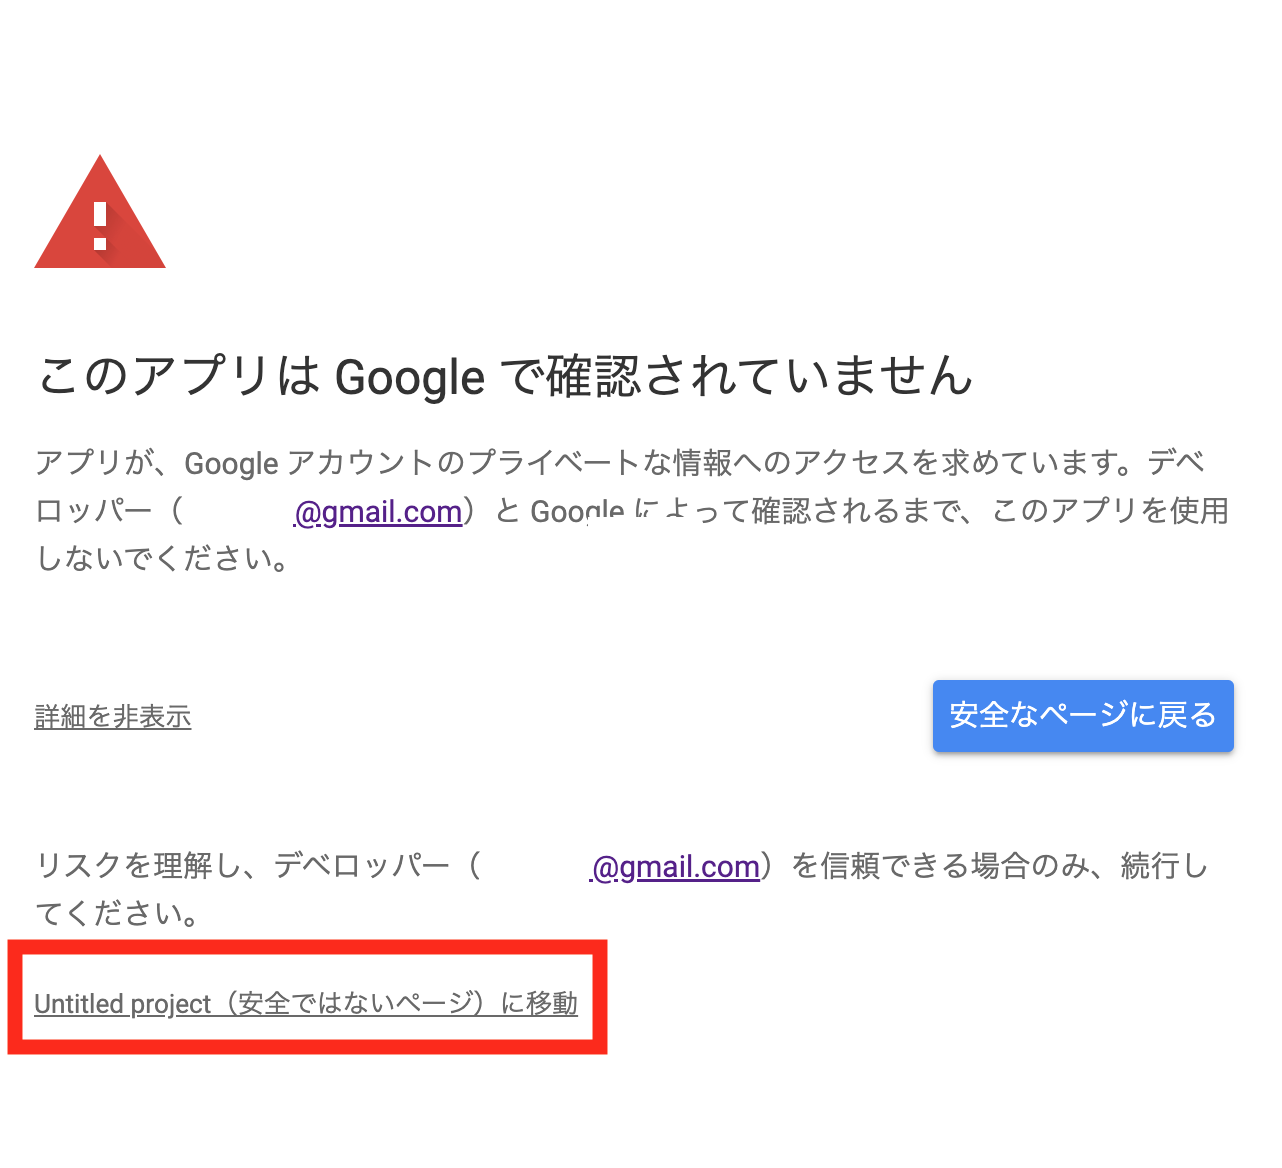 このアプリは Google で確認されていません
アプリが、Google アカウントのプライベートな情報へのアクセスを求めています。デベ
ロッパー（ @gmail.com）と Google によって確認されるまで、このアプリを使用
しないでください。
詳細を非表示
安全なページに戻る
リスクを理解し、デベロッパー（ @gmail.com）を信頼できる場合のみ、続行し
てください。
Untitled project（安全ではないページ）に移動